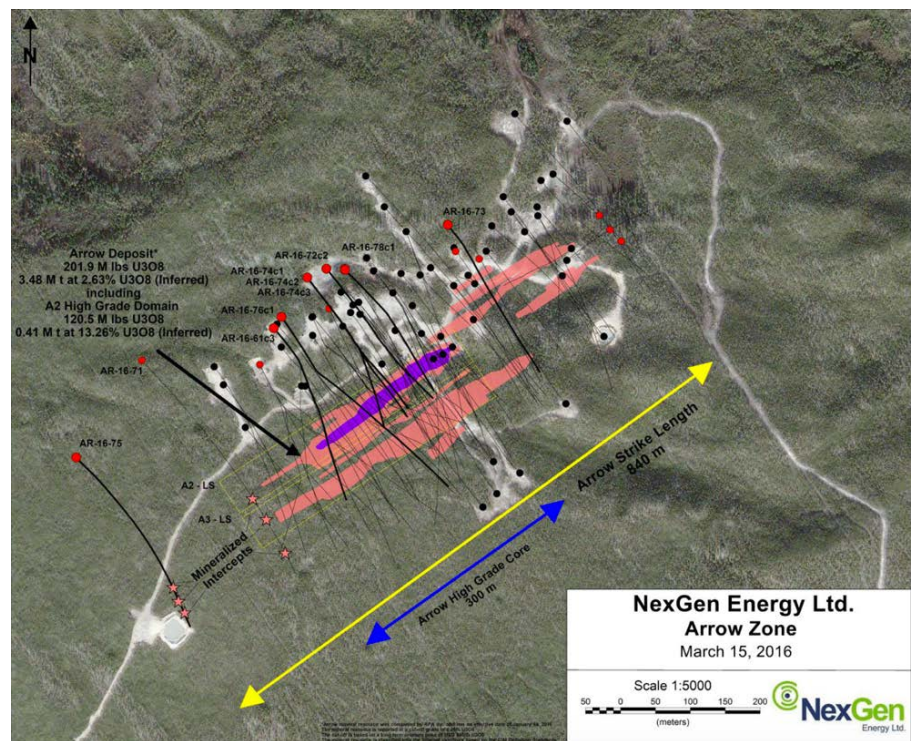 N
AR-16-73
AR-16-78c1
AR-16-72c2
AR-16-74c1
AR-16-74c2
AR-16-74c3
AR-16-76c1
AR-16-61c3
Arrow Deposit*
201.9 M lbs U3O8
3.48 M t at 2.63% U3O8 (Inferred)
including
A2 High Grade Domain
120.5 M lbs U3O8
0.41 M t at 13.26% U3O8 (Inferred)
AR-16-71
AR-16-75
A2 - LS
A3 - LS
Mineralized
Intercepts
Arrow Strike Length
840 m
Arrow High Grade Core
300 m
NexGen Energy Ltd.
Arrow Zone
March 15, 2016
Scale 1:5000
50 0 50 100 150 200
(meters)
NexGen
Energy Ltd.